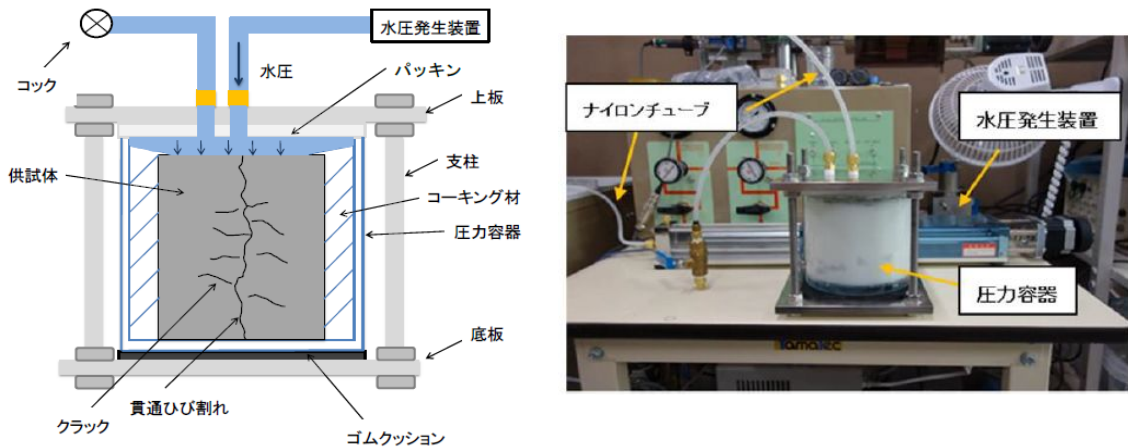 水圧発生装置
コック
水圧
パッキン
上板
支柱
供試体
コーキング材
圧力容器
底板
クラック
貫通ひび割れ
ゴムクッション
ナイロンチューブ
水圧発生装置
圧力容器
TamaTec